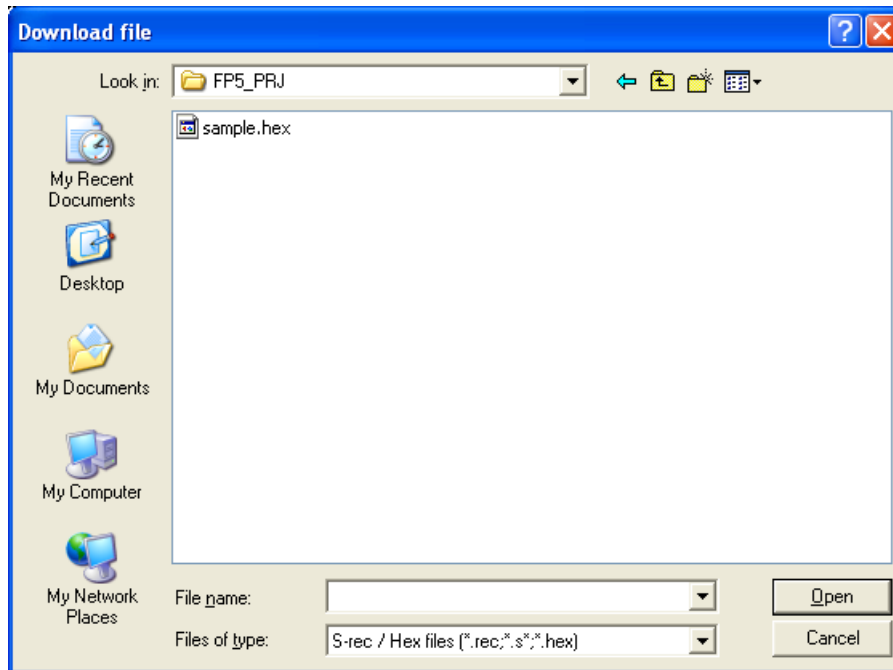 Download file
Look in: FP5_PRJ
sample.hex
My Recent
Documents
Desktop
My Documents
My Computer
My Network
Places
File name:
Open
Files of type: S-rec / Hex files (*.rec;*.s*;*.hex)
Cancel